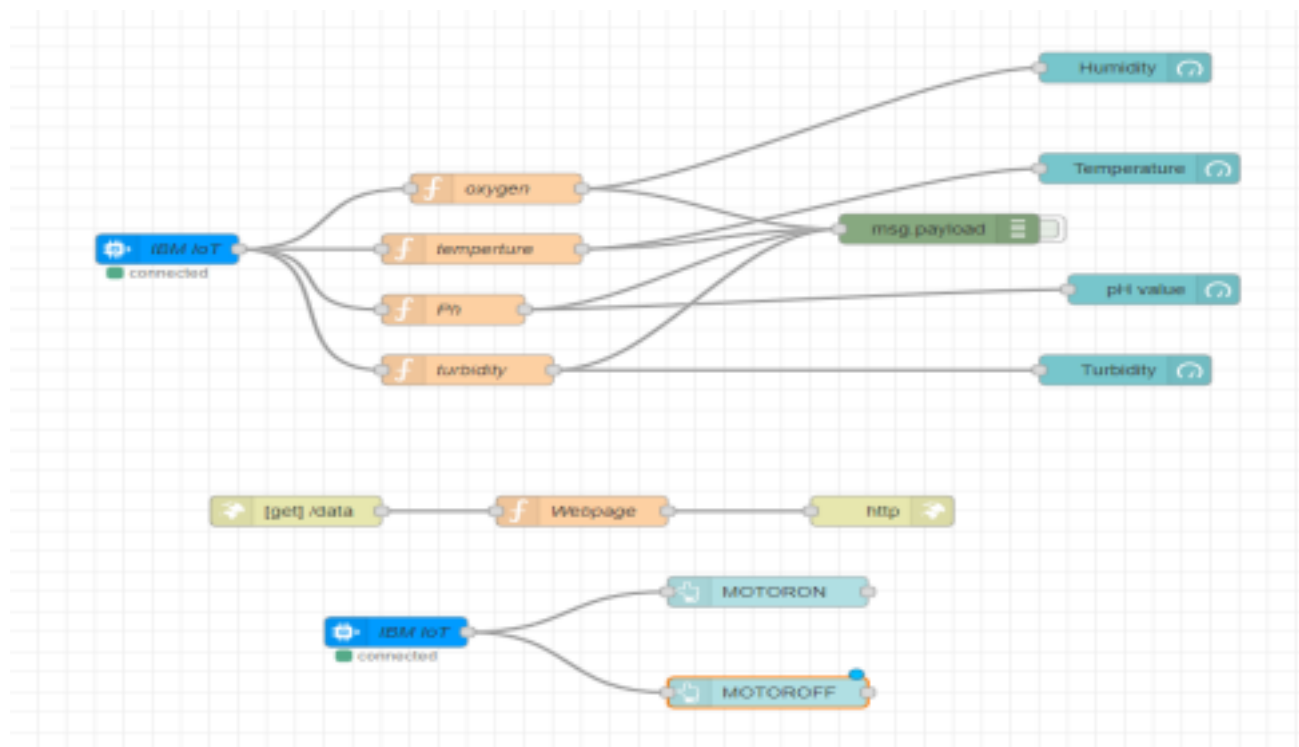 Humidity
Temperature
oxygen
msg.payload
IBM IoT
temperture
connected
pH value
Ph
turbidity
Turbidity
[get] /data
Webpage
http
MOTORON
IBM IoT
connected
MOTOROFF